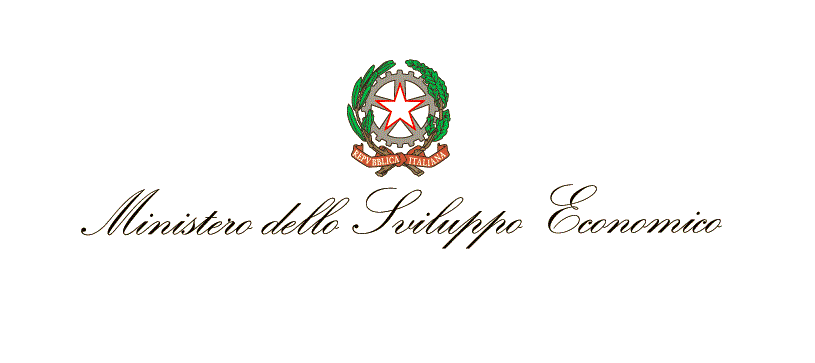 REPVBBLICA ITALIANA
Ministero dello Sviluppo Economico